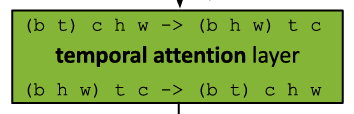 (b t) c h w -> (b h w) t c
temporal attention layer
(b h w) t c -> (b t) c h w